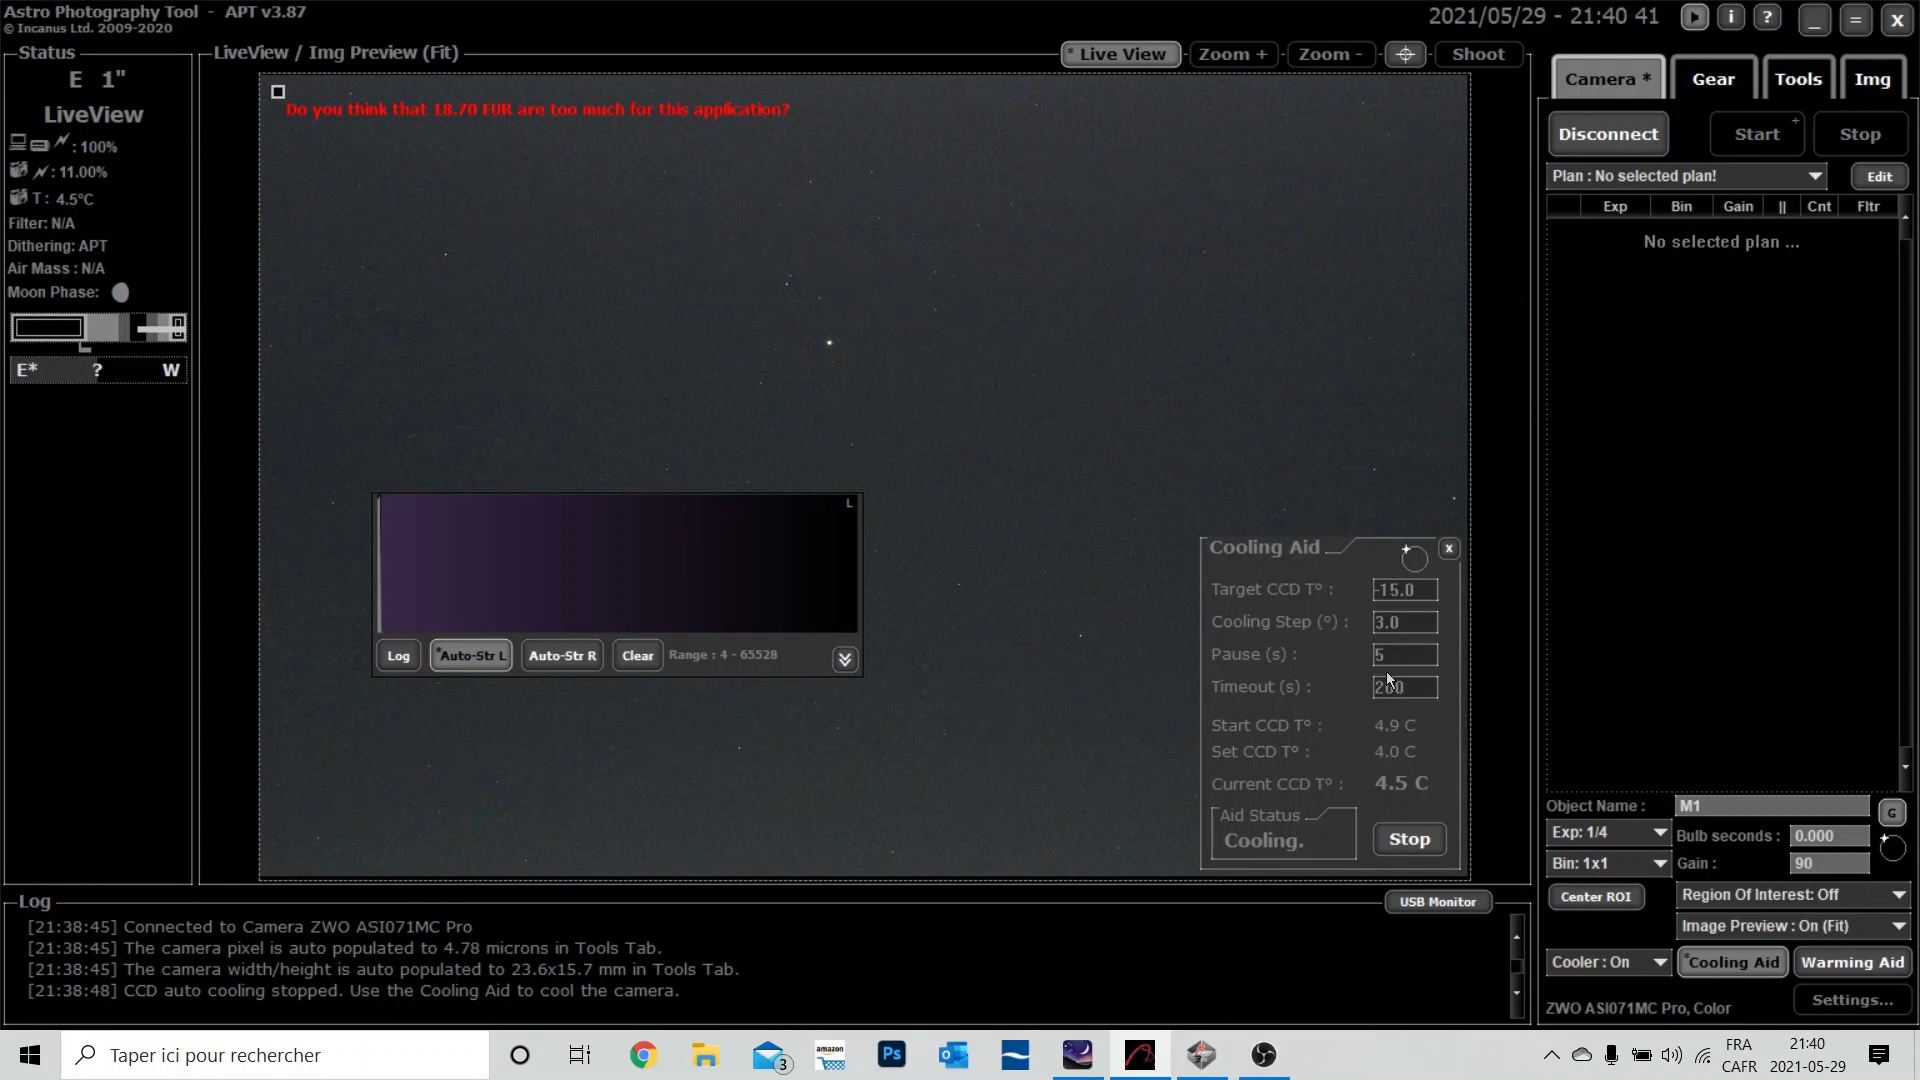 Astro Photography Tool - APT v3.87
© Incanus Ltd. 2009-2020
2021/05/29 - 21:40 41
i
?
_
=
X
Status
E 1"
LiveView
: 100%
: 11.00%
T : 4.5°C
Filter: N/A
Dithering: APT
Air Mass : N/A
Moon Phase:
E* ? W
LiveView / Img Preview (Fit)
* Live View
Zoom +
Zoom -
Shoot
Do you think that 18.70 EUR are too much for this application?
L
Log
*Auto-Str L
Auto-Str R
Clear
Range : 4 - 65528
Cooling Aid
x
Target CCD T° : -15.0
Cooling Step (°) : 3.0
Pause (s) : 5
Timeout (s) :
Start CCD T° : 4.9 C
Set CCD T° : 4.0 C
Current CCD T° : 4.5 C
Aid Status
Cooling.
Stop
Camera *
Gear
Tools
Img
Disconnect
Start +
Stop
Plan : No selected plan!
Edit
Exp Bin Gain || Cnt Fltr
No selected plan ...
Object Name : M1
G
Exp: 1/4
Bulb seconds : 0.000
Bin: 1x1
Gain : 90
Center ROI
Region Of Interest: Off
Image Preview : On (Fit)
Cooler : On
*Cooling Aid
Warming Aid
ZWO ASI071MC Pro, Color
Settings...
Log
USB Monitor
[21:38:45] Connected to Camera ZWO ASI071MC Pro
[21:38:45] The camera pixel is auto populated to 4.78 microns in Tools Tab.
[21:38:45] The camera width/height is auto populated to 23.6x15.7 mm in Tools Tab.
[21:38:48] CCD auto cooling stopped. Use the Cooling Aid to cool the camera.
Taper ici pour rechercher
3
amazon
Ps
FRA
CAFR
21:40
2021-05-29